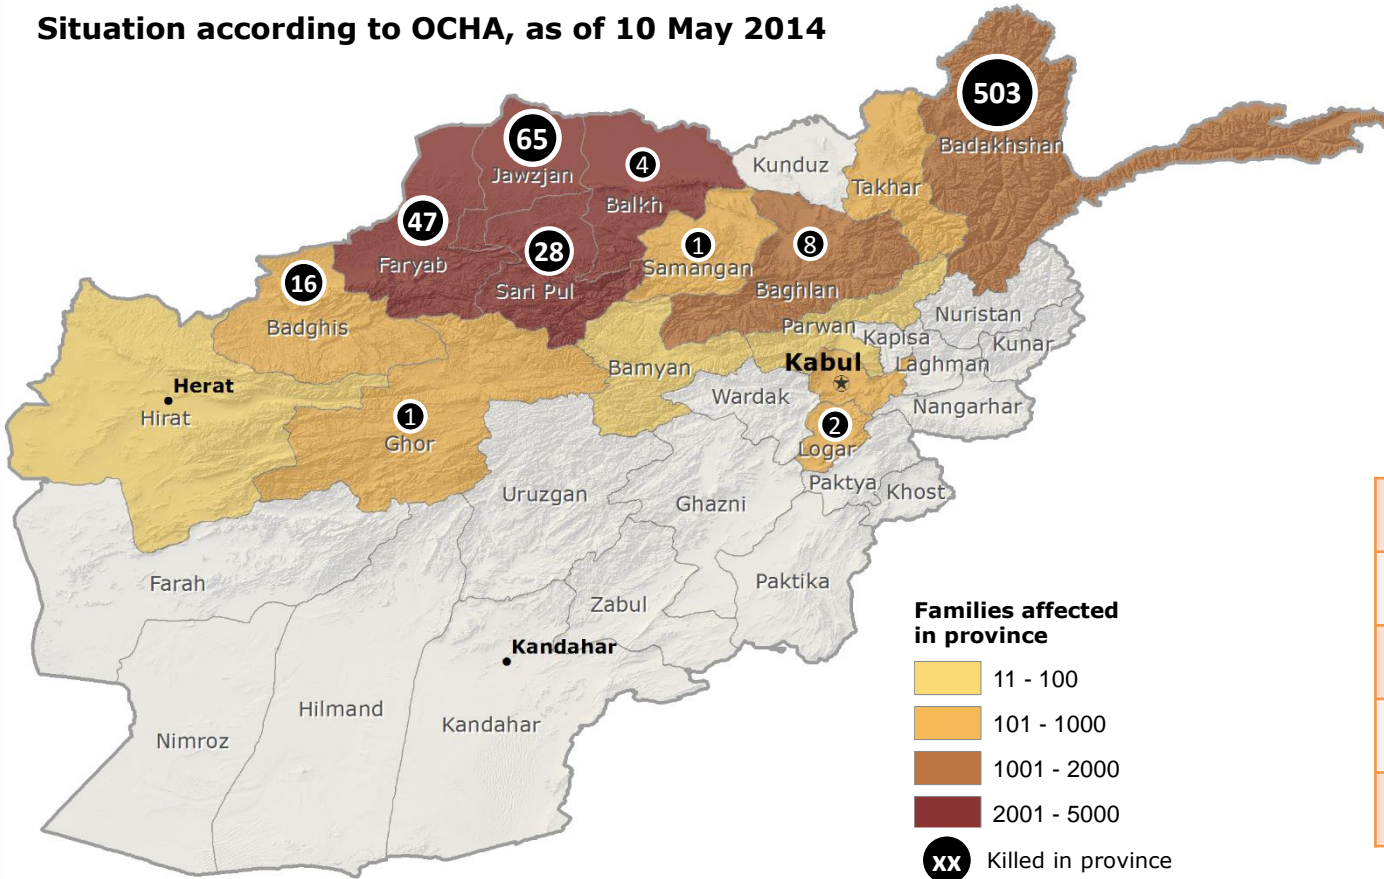 Situation according to OCHA, as of 10 May 2014
503
Badakhshan
65
Jawzjan
4
Balkh
Kunduz
Takhar
47
Faryab
28
Sari Pul
1
Samangan
8
Baghlan
16
Badghis
Parwan
Nuristan
Kapisa
Kunar
Laghman
Kabul
Bamyan
Herat
Hirat
Wardak
Nangarhar
1
Ghor
2
Logar
Paktya
Khost
Uruzgan
Ghazni
Farah
Zabul
Paktika
Kandahar
Hilmand
Kandahar
Nimroz
Families affected
in province
11 - 100
101 - 1000
1001 - 2000
2001 - 5000
xx Killed in province